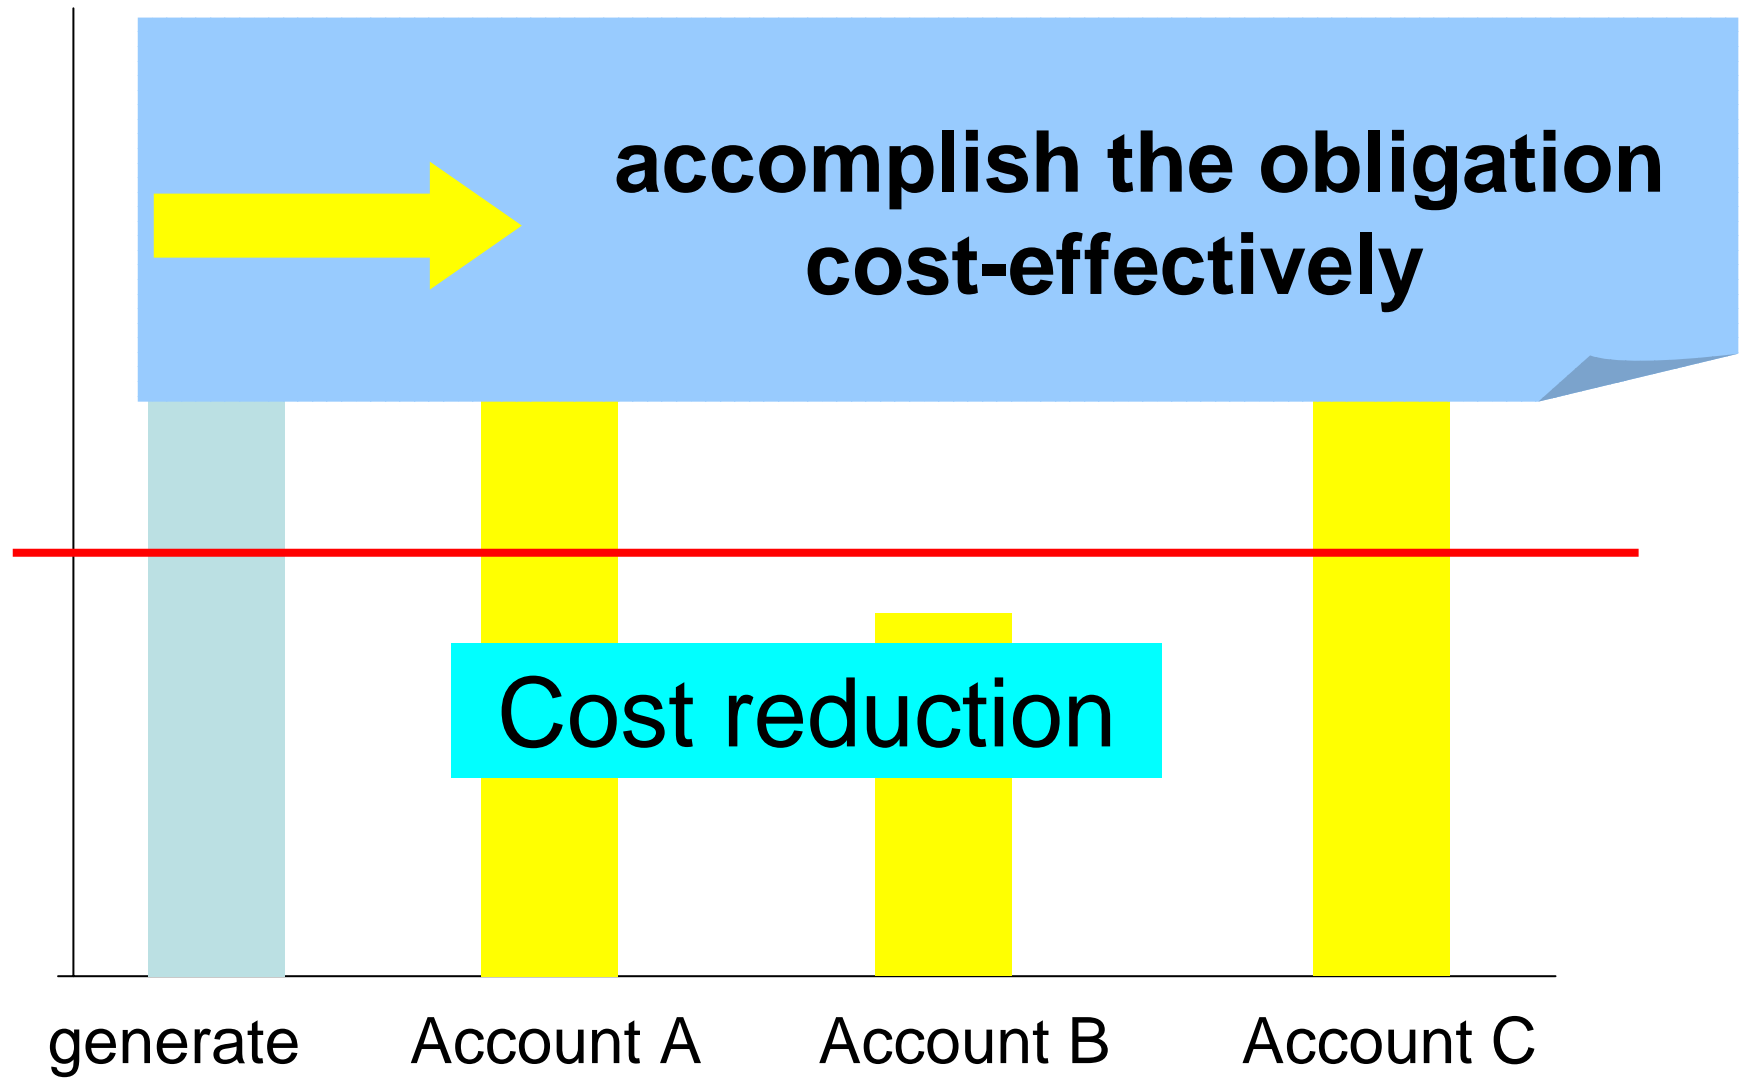 accomplish the obligation
cost-effectively
Cost reduction
generate Account A Account B Account C